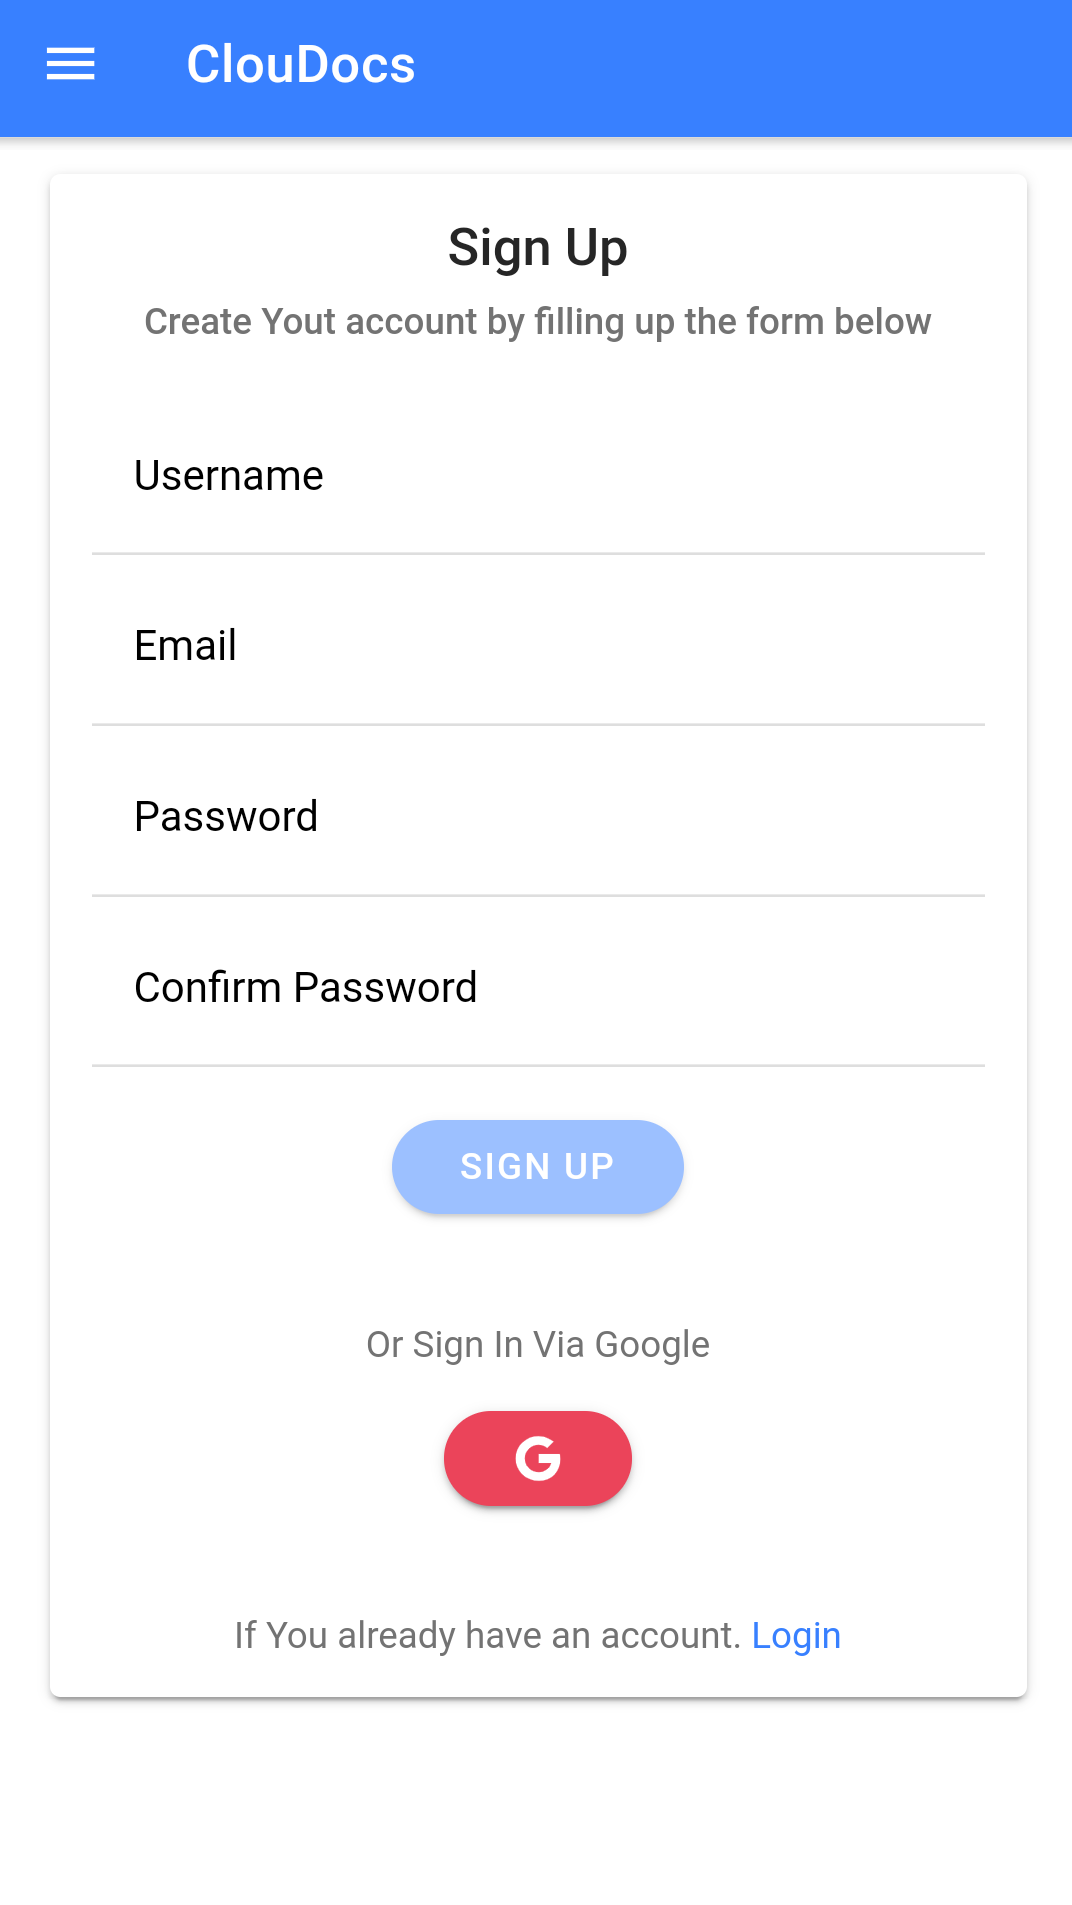 ClouDocs
Sign Up
Create Yout account by filling up the form below
Username
Email
Password
Confirm Password
SIGN UP
Or Sign In Via Google
G
If You already have an account. Login